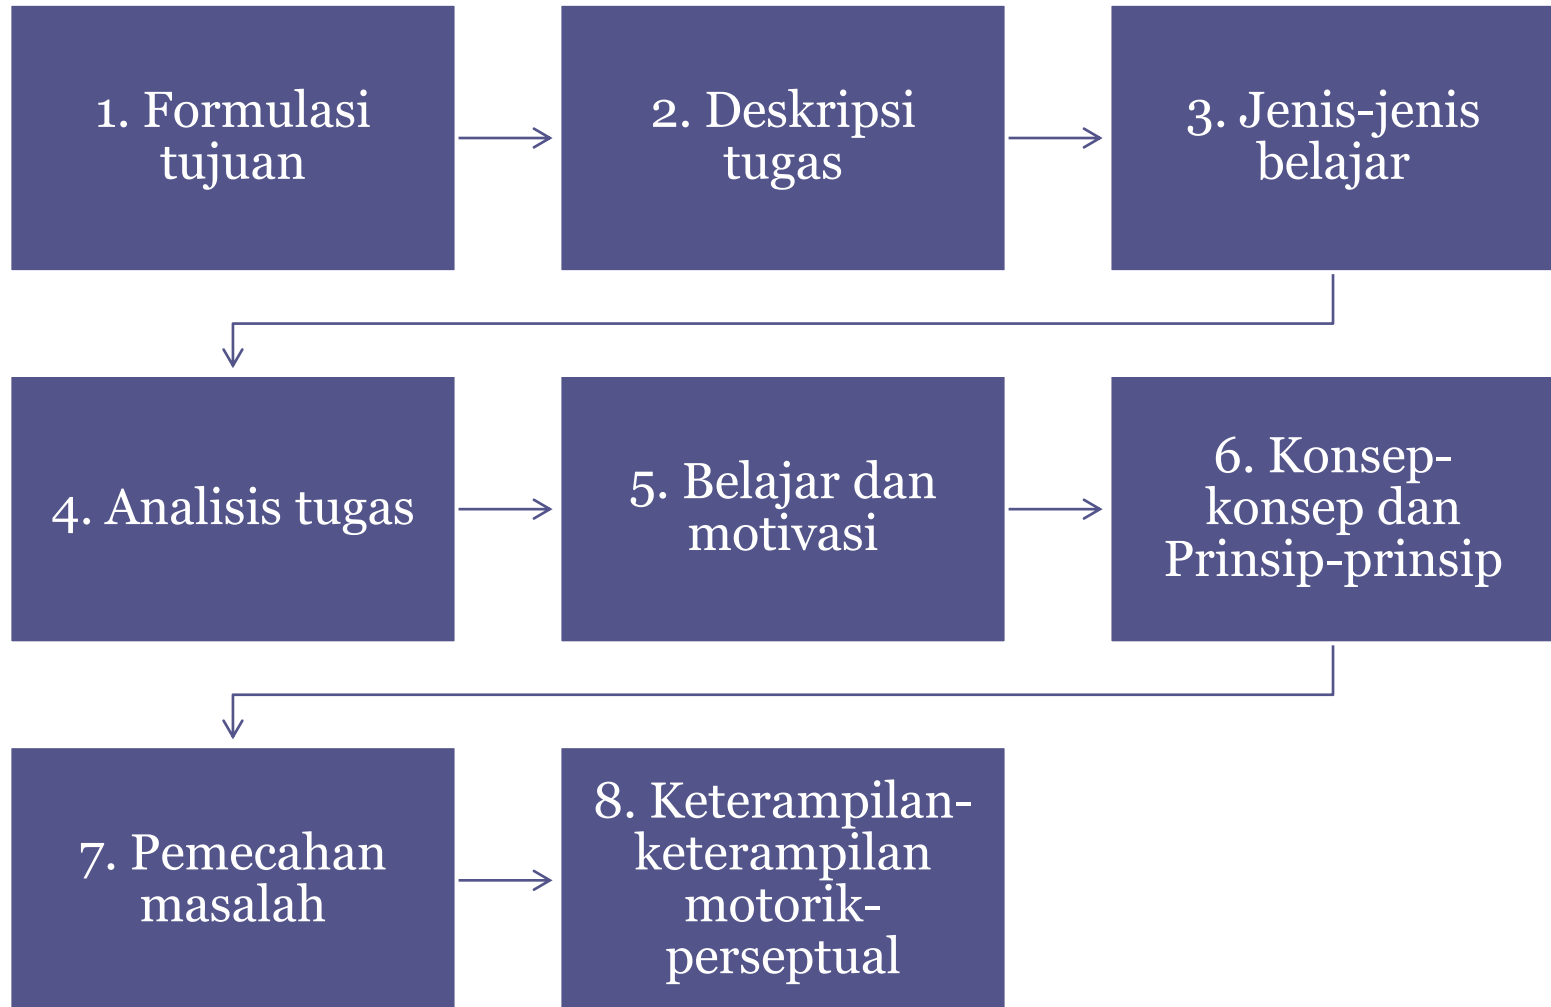 1. Formulasi
tujuan
2. Deskripsi
tugas
3. Jenis-jenis
belajar
4. Analisis tugas
5. Belajar dan
motivasi
6. Konsep-
konsep dan
Prinsip-prinsip
7. Pemecahan
masalah
8. Keterampilan-
keterampilan
motorik-
perseptual